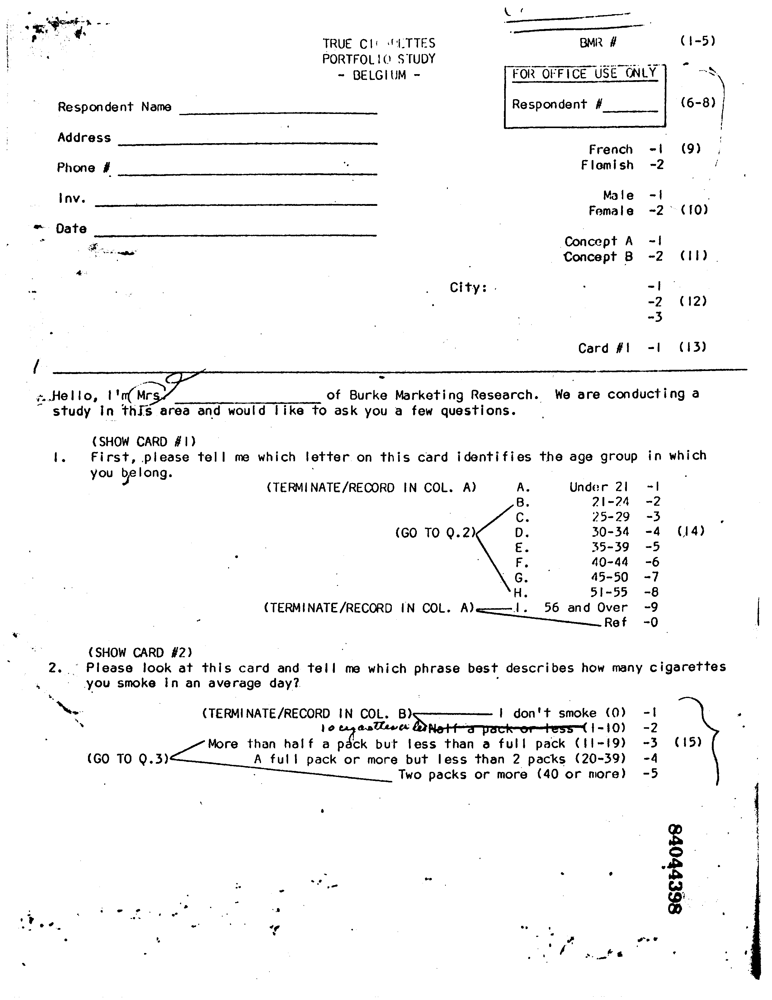 TRUE CIGARETTES BMR # (1-5)
PORTFOLIO STUDY
- BELGIUM -
FOR OFFICE USE ONLY
Respondent Name Respondent # (6-8)
Address
French -1 (9)
Phone # Flemish -2
Inv. Male -1
Female -2 (10)
Date
Concept A -1
Concept B -2 (11)
City: -1
-2 (12)
-3
Card #1 -1 (13)
Hello, I'm Mrs. of Burke Marketing Research. We are conducting a
study in this area and would like to ask you a few questions.
(SHOW CARD #1)
1. First, please tell me which letter on this card identifies the age group in which
you belong.
(TERMINATE/RECORD IN COL. A) A. Under 21 -1
B. 21-24 -2
C. 25-29 -3
(GO TO Q.2) D. 30-34 -4 (14)
E. 35-39 -5
F. 40-44 -6
G. 45-50 -7
H. 51-55 -8
(TERMINATE/RECORD IN COL. A) I. 56 and Over -9
Ref -0
(SHOW CARD #2)
2. Please look at this card and tell me which phrase best describes how many cigarettes
you smoke in an average day?
(TERMINATE/RECORD IN COL. B) I don't smoke (0) -1
10 cigarettes or less Half a pack or less (1-10) -2
More than half a pack but less than a full pack (11-19) -3 (15)
(GO TO Q.3) A full pack or more but less than 2 packs (20-39) -4
Two packs or more (40 or more) -5
84044398